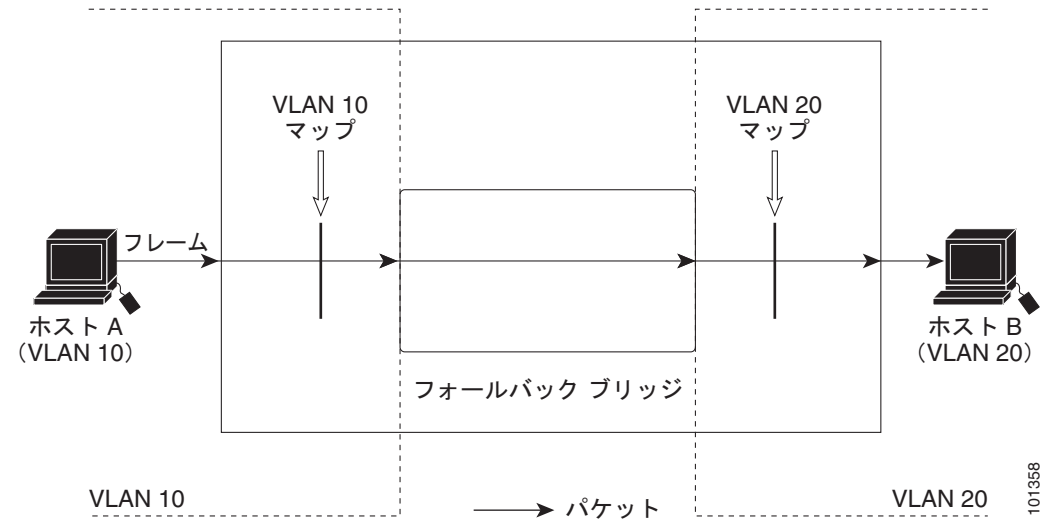 VLAN 10
マップ
VLAN 20
マップ
フレーム
ホスト A
（VLAN 10）
ホスト B
（VLAN 20）
フォールバック ブリッジ
VLAN 10
パケット
VLAN 20
101358